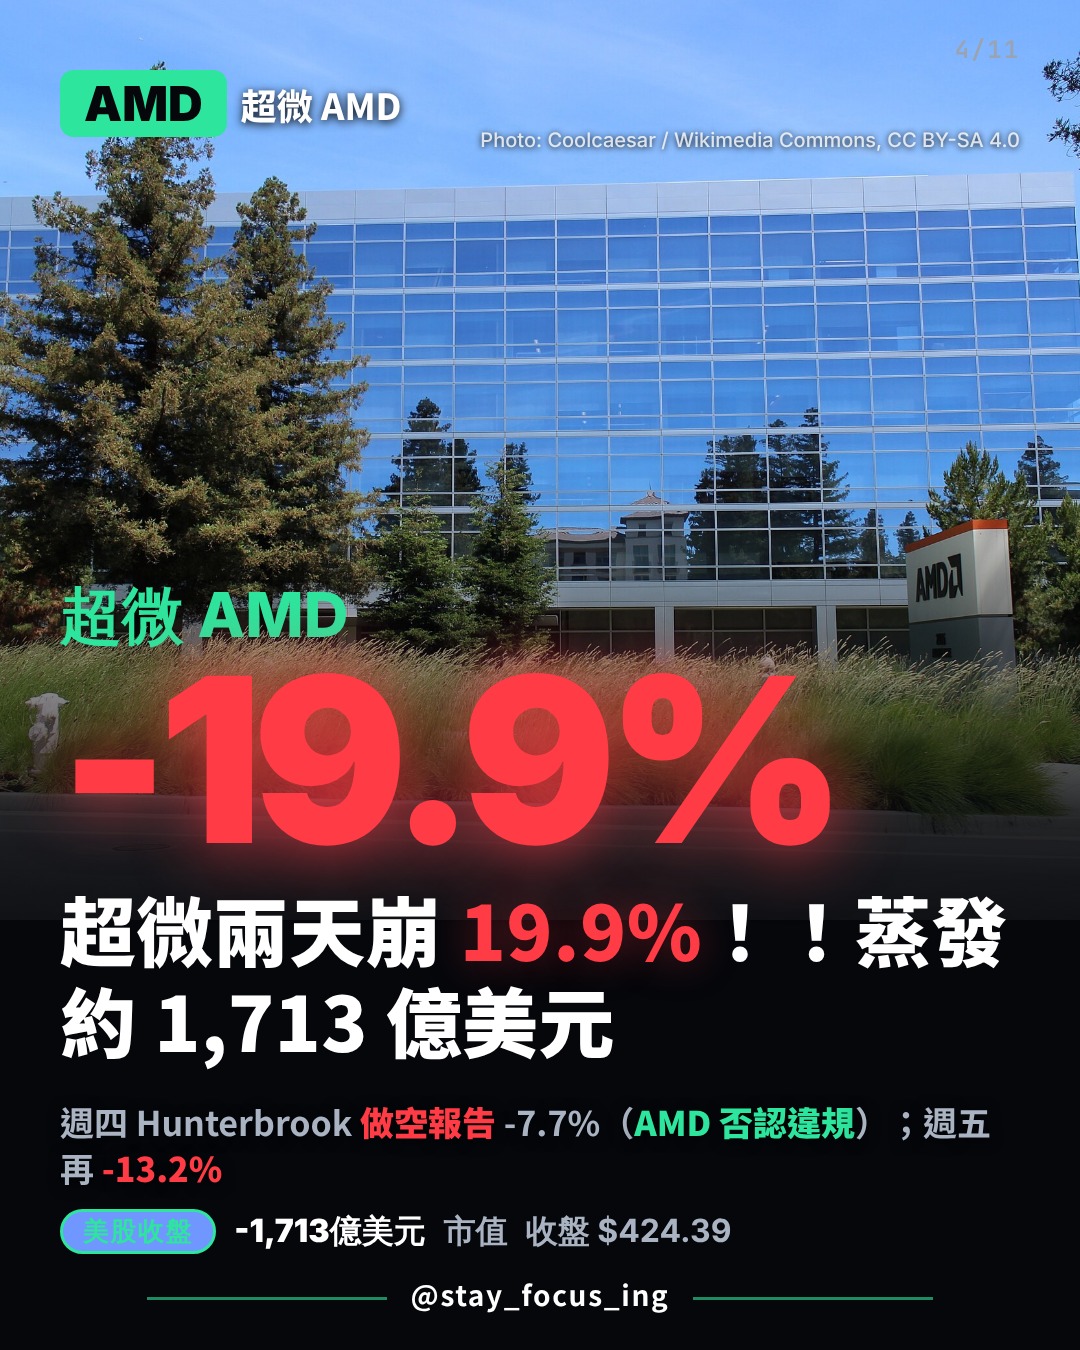 4/11
AMD 超微 AMD
Photo: Coolcaesar / Wikimedia Commons, CC BY-SA 4.0
AMD
超微 AMD
-19.9%
超微兩天崩 19.9%！！蒸發
約 1,713 億美元
週四 Hunterbrook 做空報告 -7.7%（AMD 否認違規）；週五
再 -13.2%
美股收盤 -1,713億美元 市值 收盤 $424.39
@stay_focus_ing